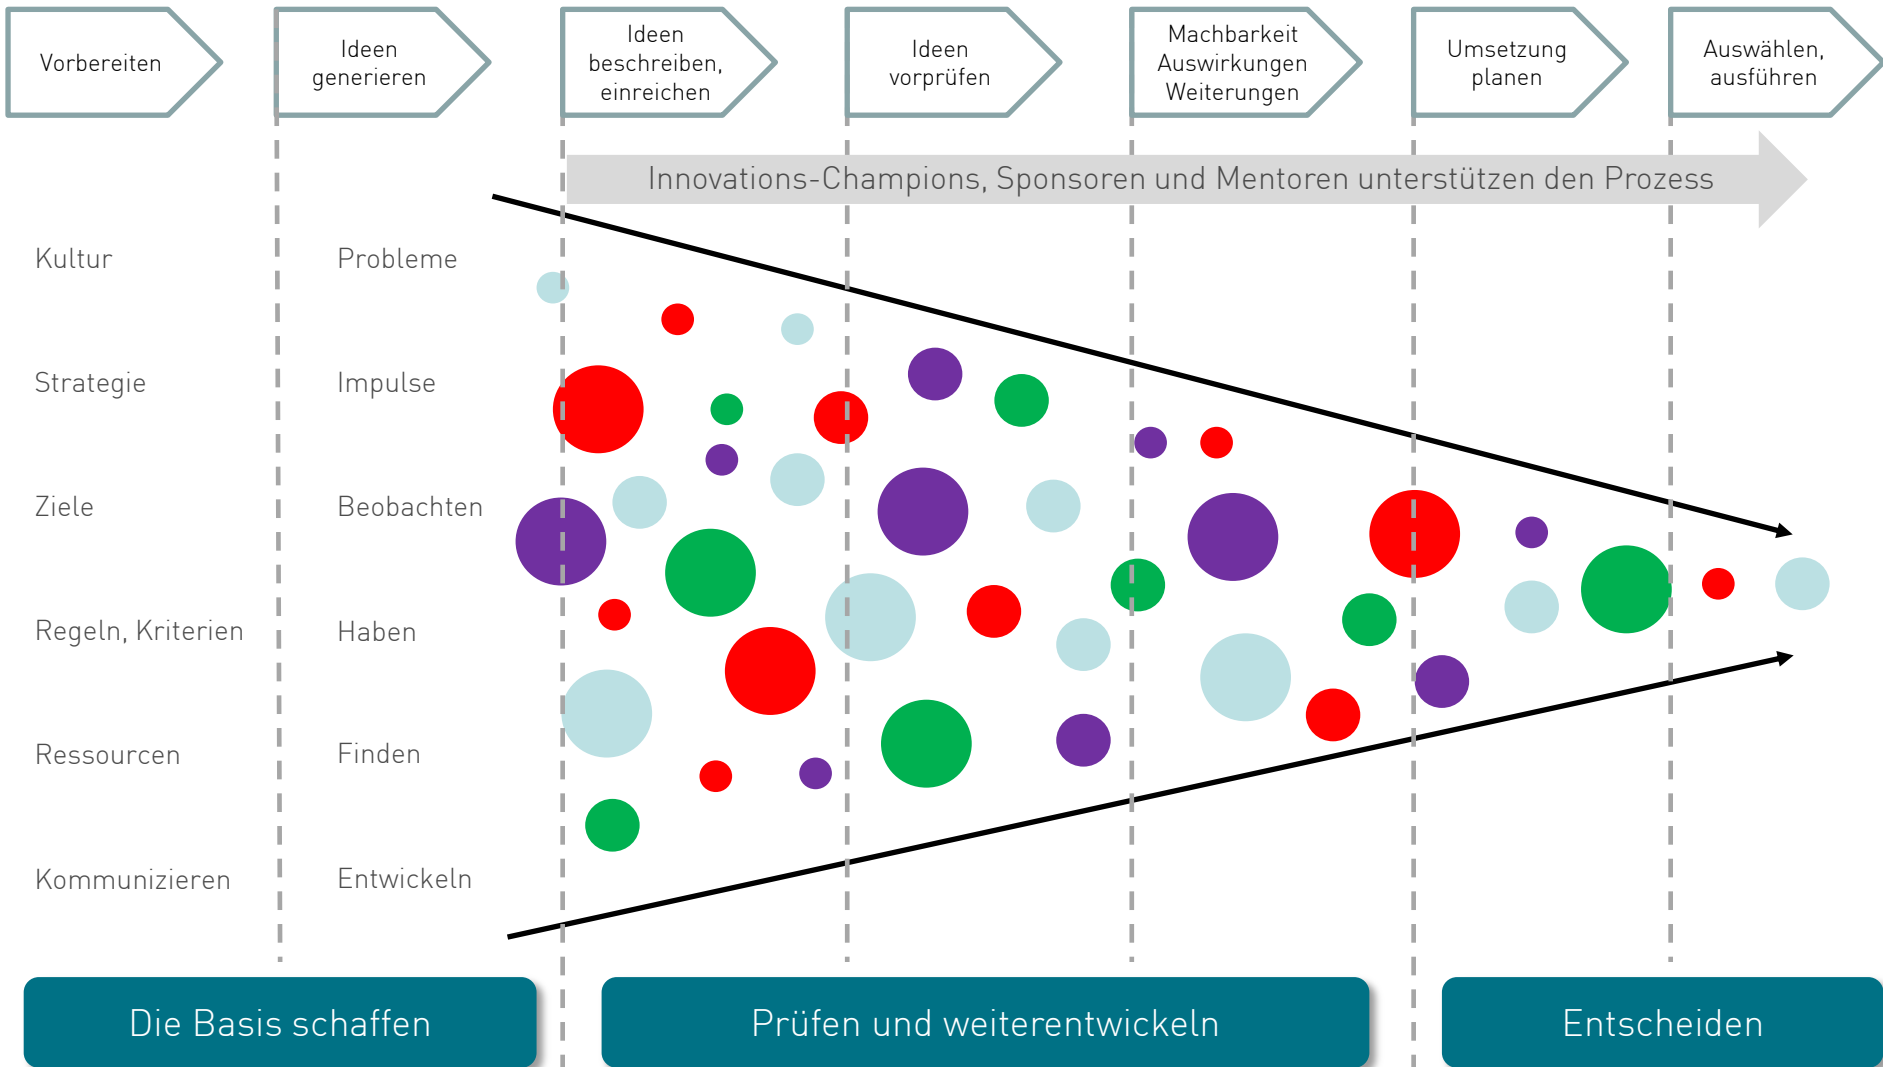 Vorbereiten
Ideen
generieren
Ideen
beschreiben,
einreichen
Ideen
vorprüfen
Machbarkeit
Auswirkungen
Weiterungen
Umsetzung
planen
Auswählen,
ausführen
Innovations-Champions, Sponsoren und Mentoren unterstützen den Prozess
Kultur
Strategie
Ziele
Regeln, Kriterien
Ressourcen
Kommunizieren
Probleme
Impulse
Beobachten
Haben
Finden
Entwickeln
Die Basis schaffen
Prüfen und weiterentwickeln
Entscheiden